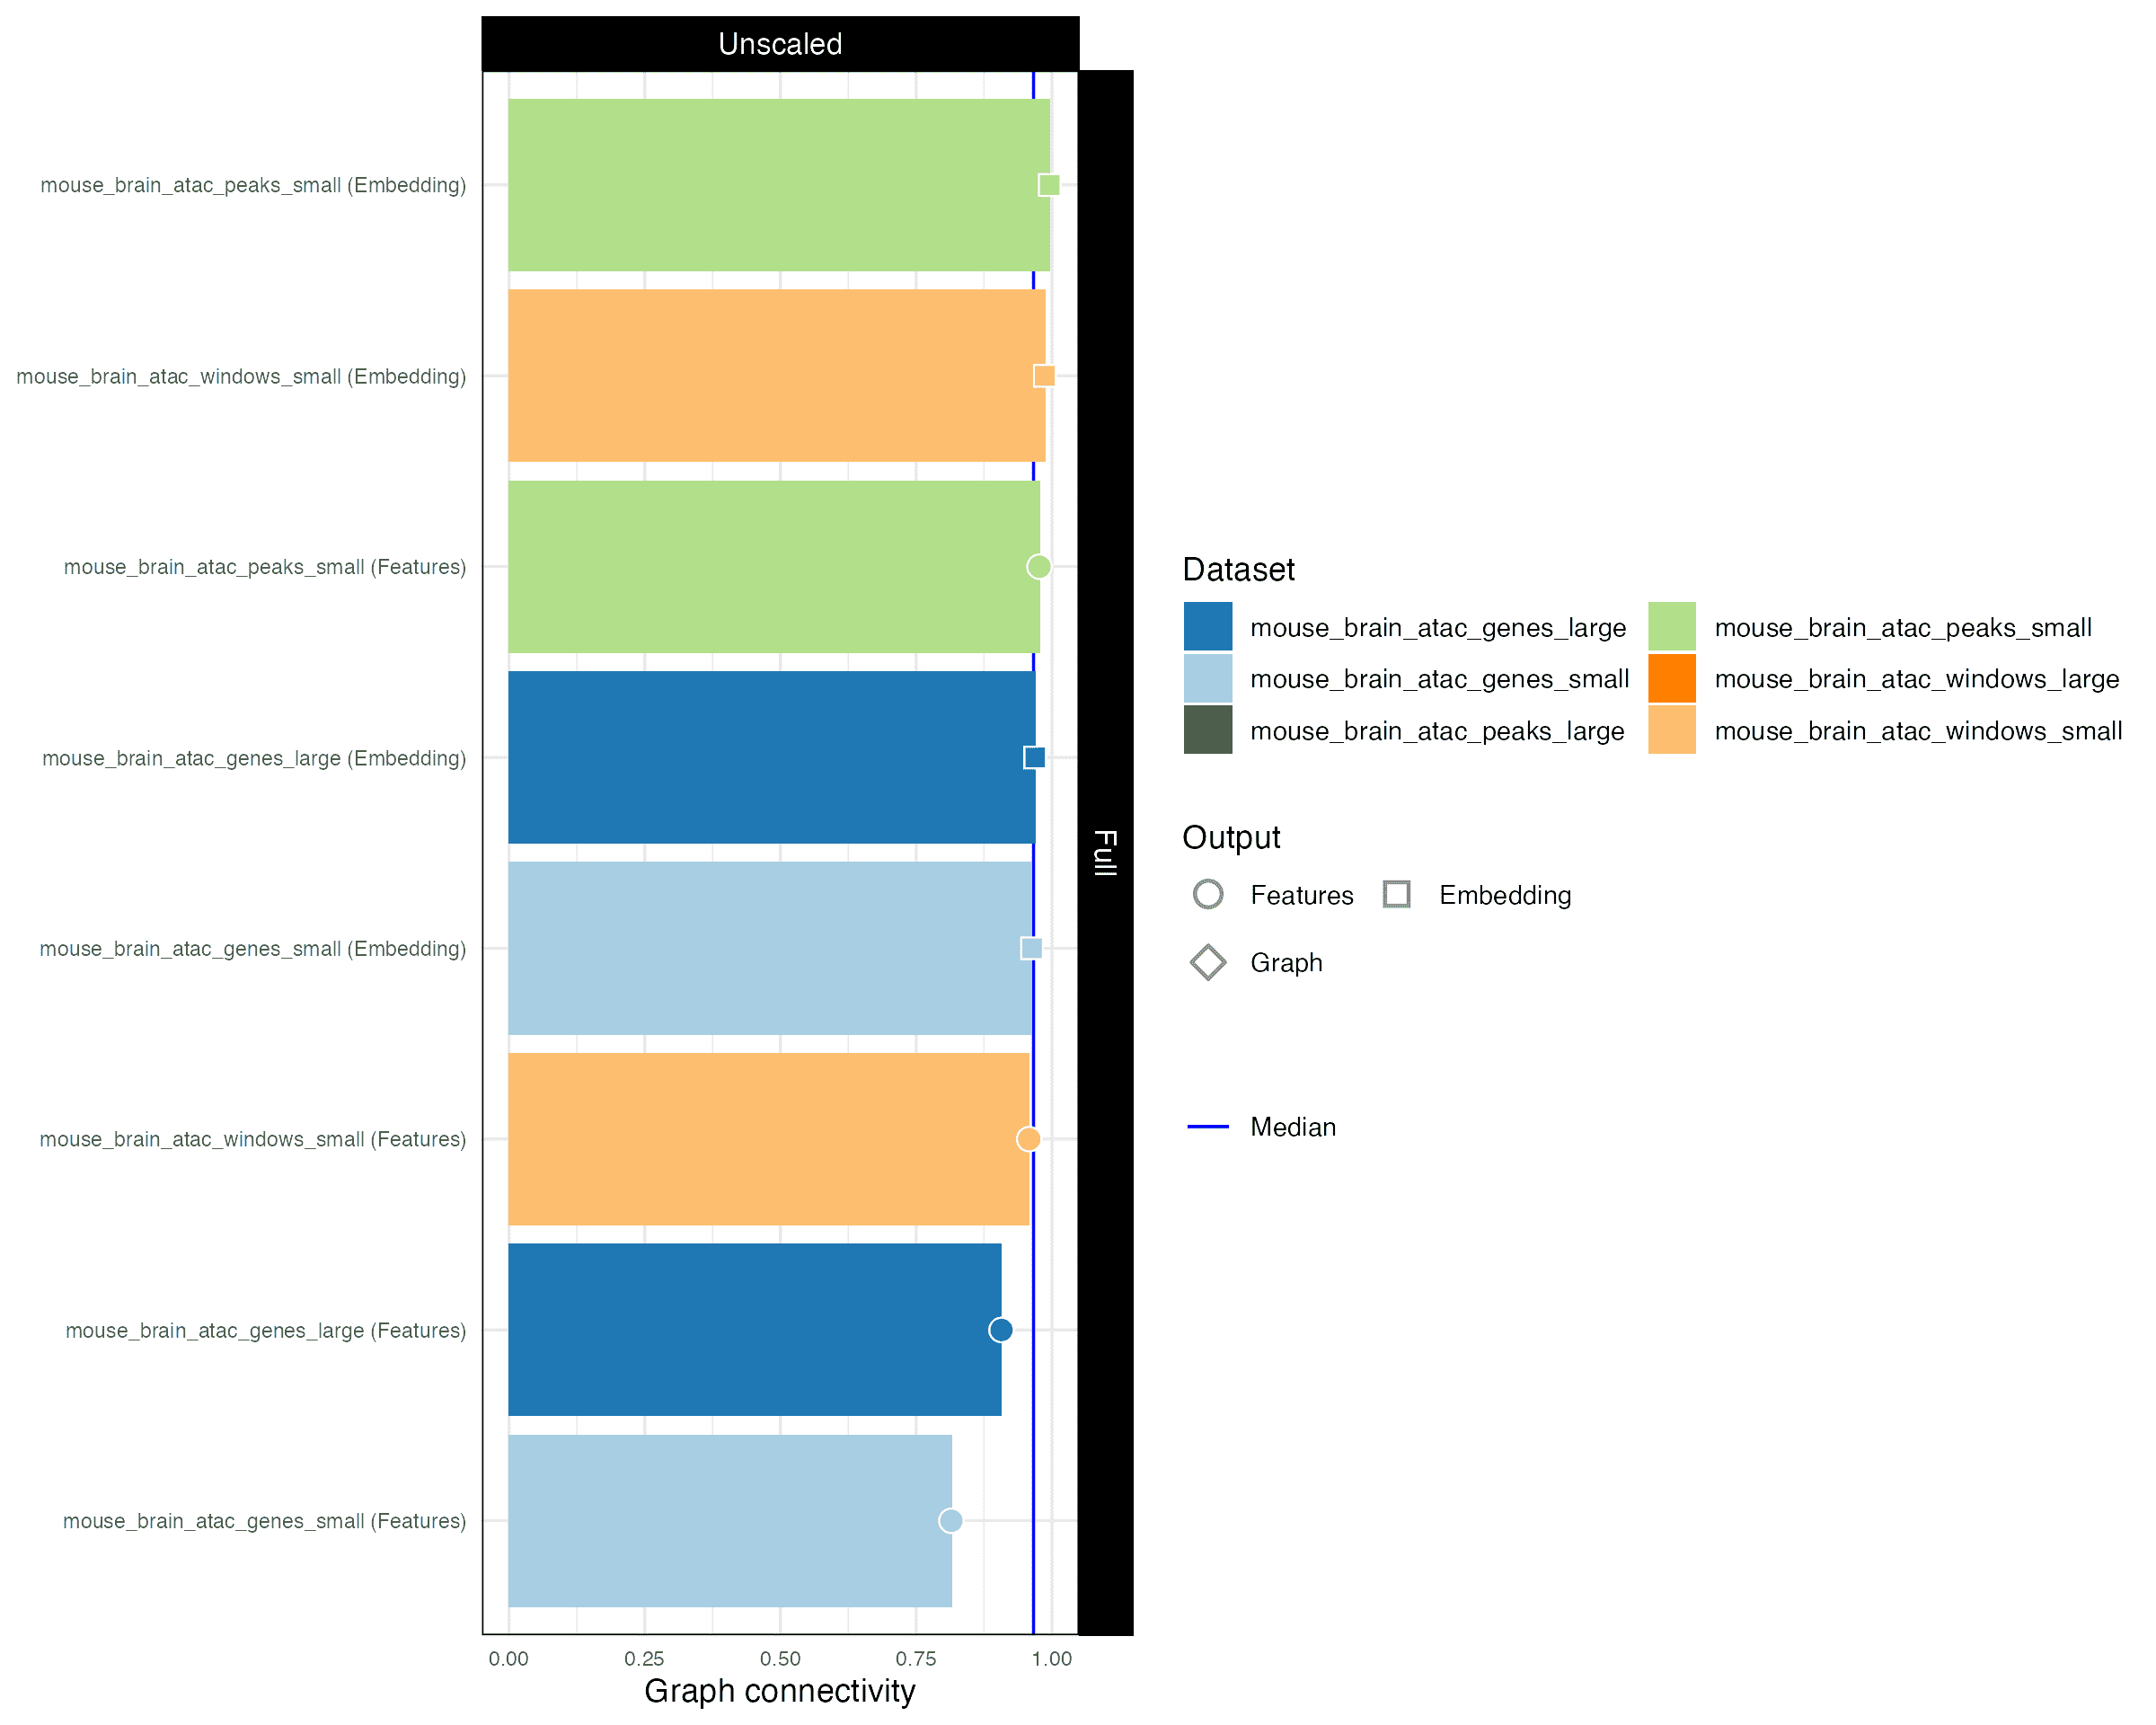 Unscaled
mouse_brain_atac_peaks_small (Embedding)
mouse_brain_atac_windows_small (Embedding)
mouse_brain_atac_peaks_small (Features)
mouse_brain_atac_genes_large (Embedding)
mouse_brain_atac_genes_small (Embedding)
mouse_brain_atac_windows_small (Features)
mouse_brain_atac_genes_large (Features)
mouse_brain_atac_genes_small (Features)
0.00 0.25 0.50 0.75 1.00
Graph connectivity
Full
Dataset
mouse_brain_atac_genes_large mouse_brain_atac_peaks_small
mouse_brain_atac_genes_small mouse_brain_atac_windows_large
mouse_brain_atac_peaks_large mouse_brain_atac_windows_small
Output
Features Embedding
Graph
Median